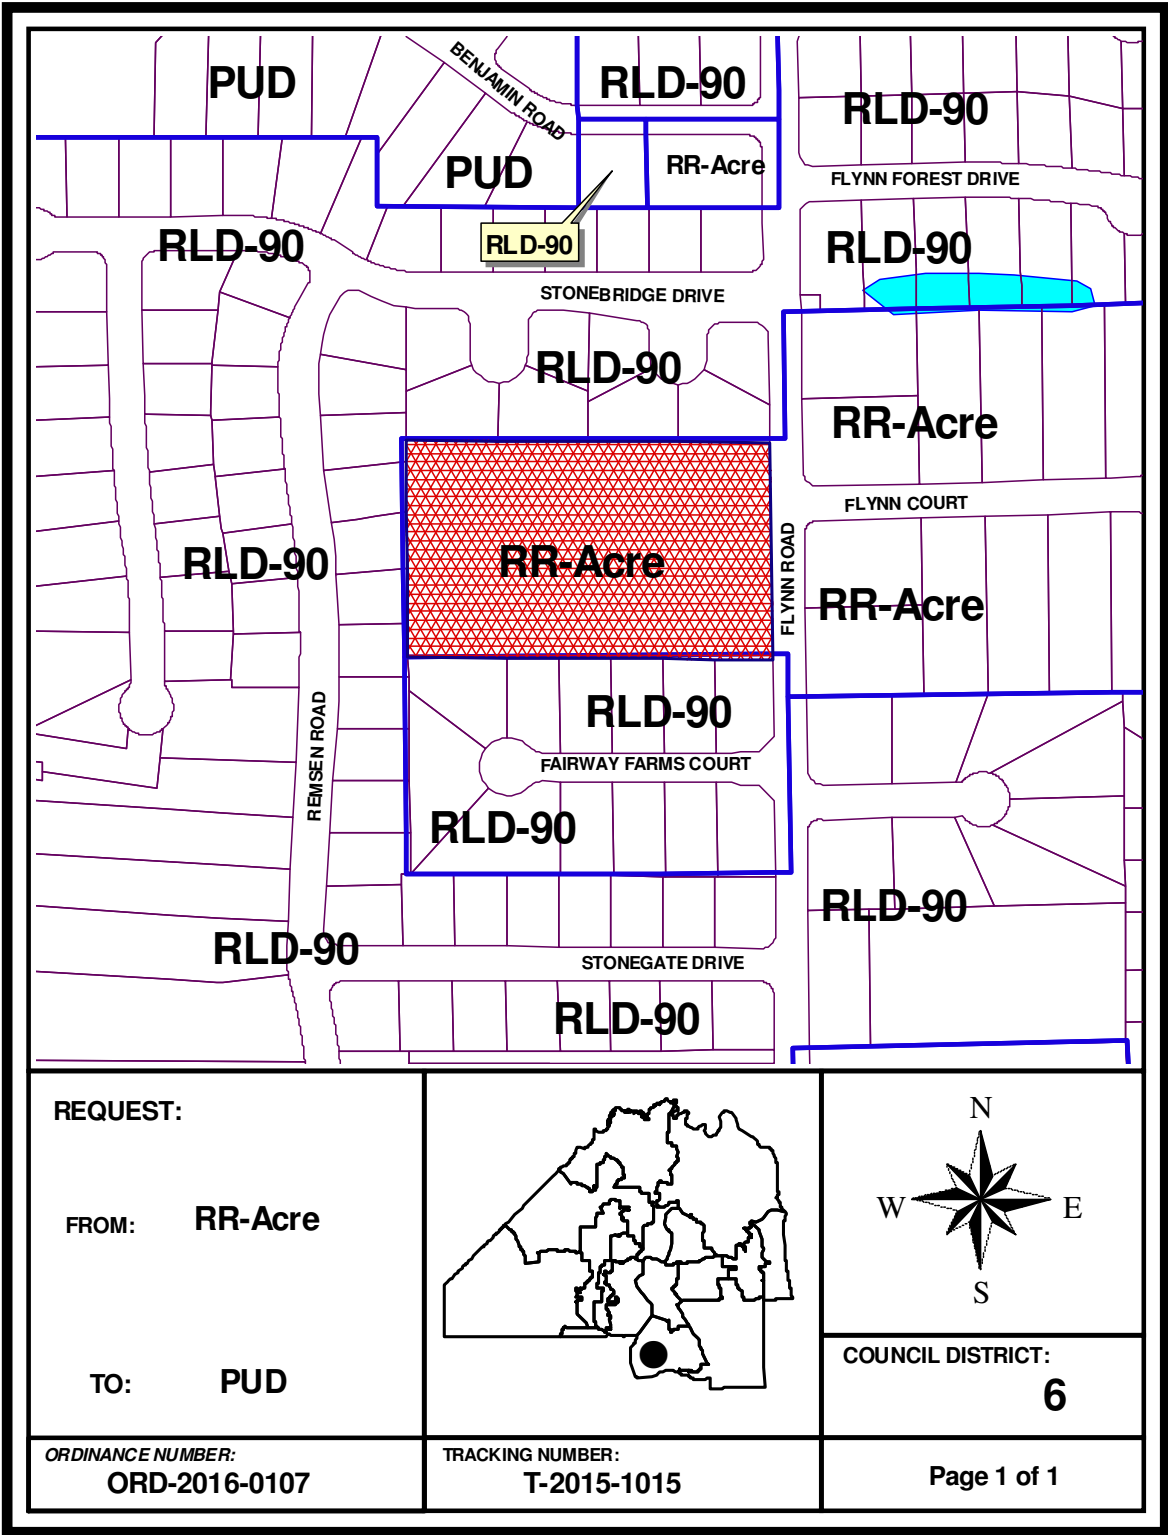 BENJAMIN ROAD
PUD
RLD-90
RLD-90
PUD
RR-Acre
FLYNN FOREST DRIVE
RLD-90
RLD-90
RLD-90
STONEBRIDGE DRIVE
RLD-90
RR-Acre
FLYNN COURT
RR-Acre
RLD-90
FLYNN ROAD
RR-Acre
RLD-90
REMSEN ROAD
FAIRWAY FARMS COURT
RLD-90
RLD-90
RLD-90
STONEGATE DRIVE
RLD-90
REQUEST:
FROM: RR-Acre
TO: PUD
N
W E
S
COUNCIL DISTRICT:
6
ORDINANCE NUMBER:
ORD-2016-0107
TRACKING NUMBER:
T-2015-1015
Page 1 of 1